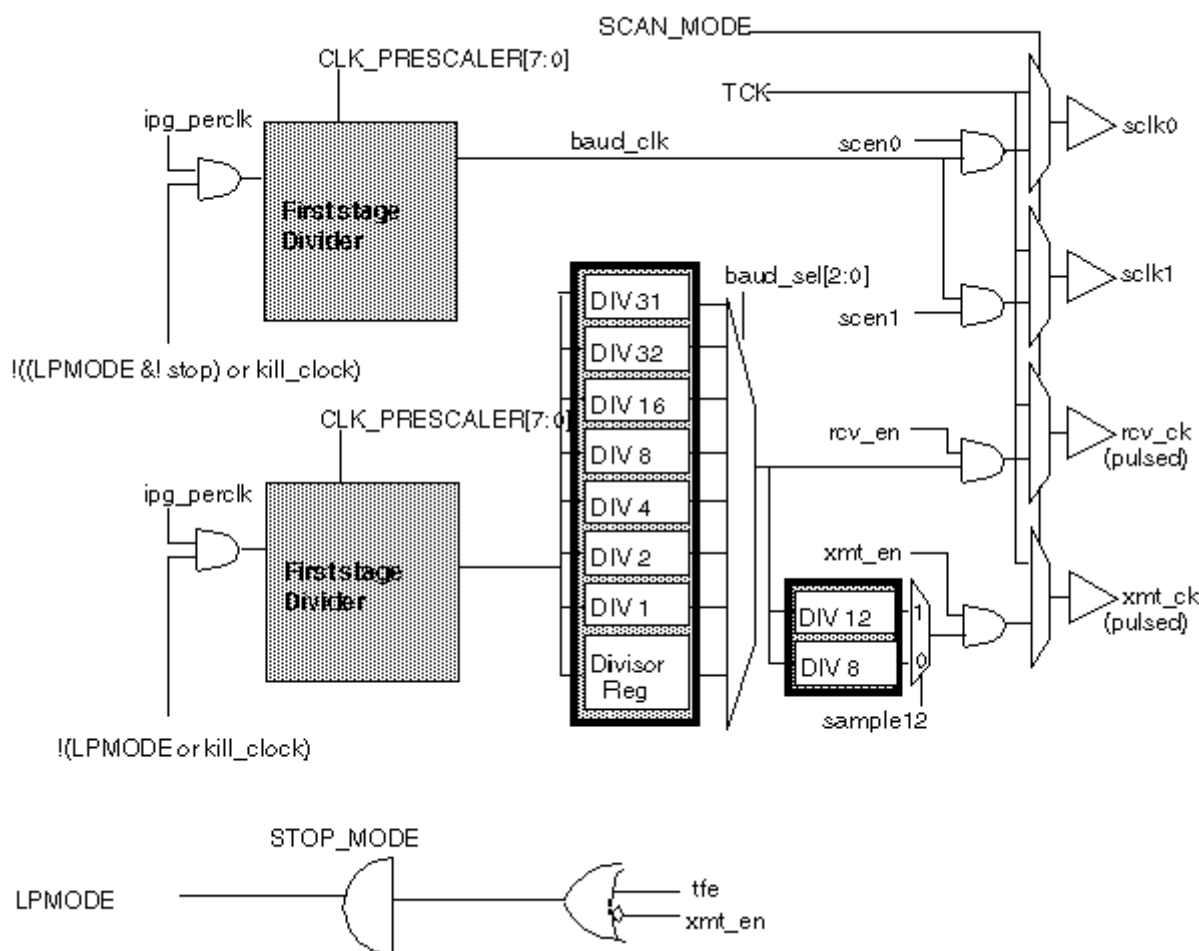 SCAN_MODE
CLK_PRESCALER[7:0]
TCK
ipg_perclk
sclk0
baud_clk
scen0
First stage
Divider
baud_sel[2:0]
sclk1
DIV 31
scen1
DIV 32
!((LPMODE &! stop) or kill_clock)
DIV 16
CLK_PRESCALER[7:0]
rcv_en
rcv_ck
(pulsed)
DIV 8
ipg_perclk
DIV 4
DIV 2
xmt_en
First stage
Divider
DIV 1
DIV 12
1
xmt_ck
(pulsed)
Divisor
Reg
DIV 8
0
sample12
!(LPMODE or kill_clock)
STOP_MODE
LPMODE
tfe
xmt_en